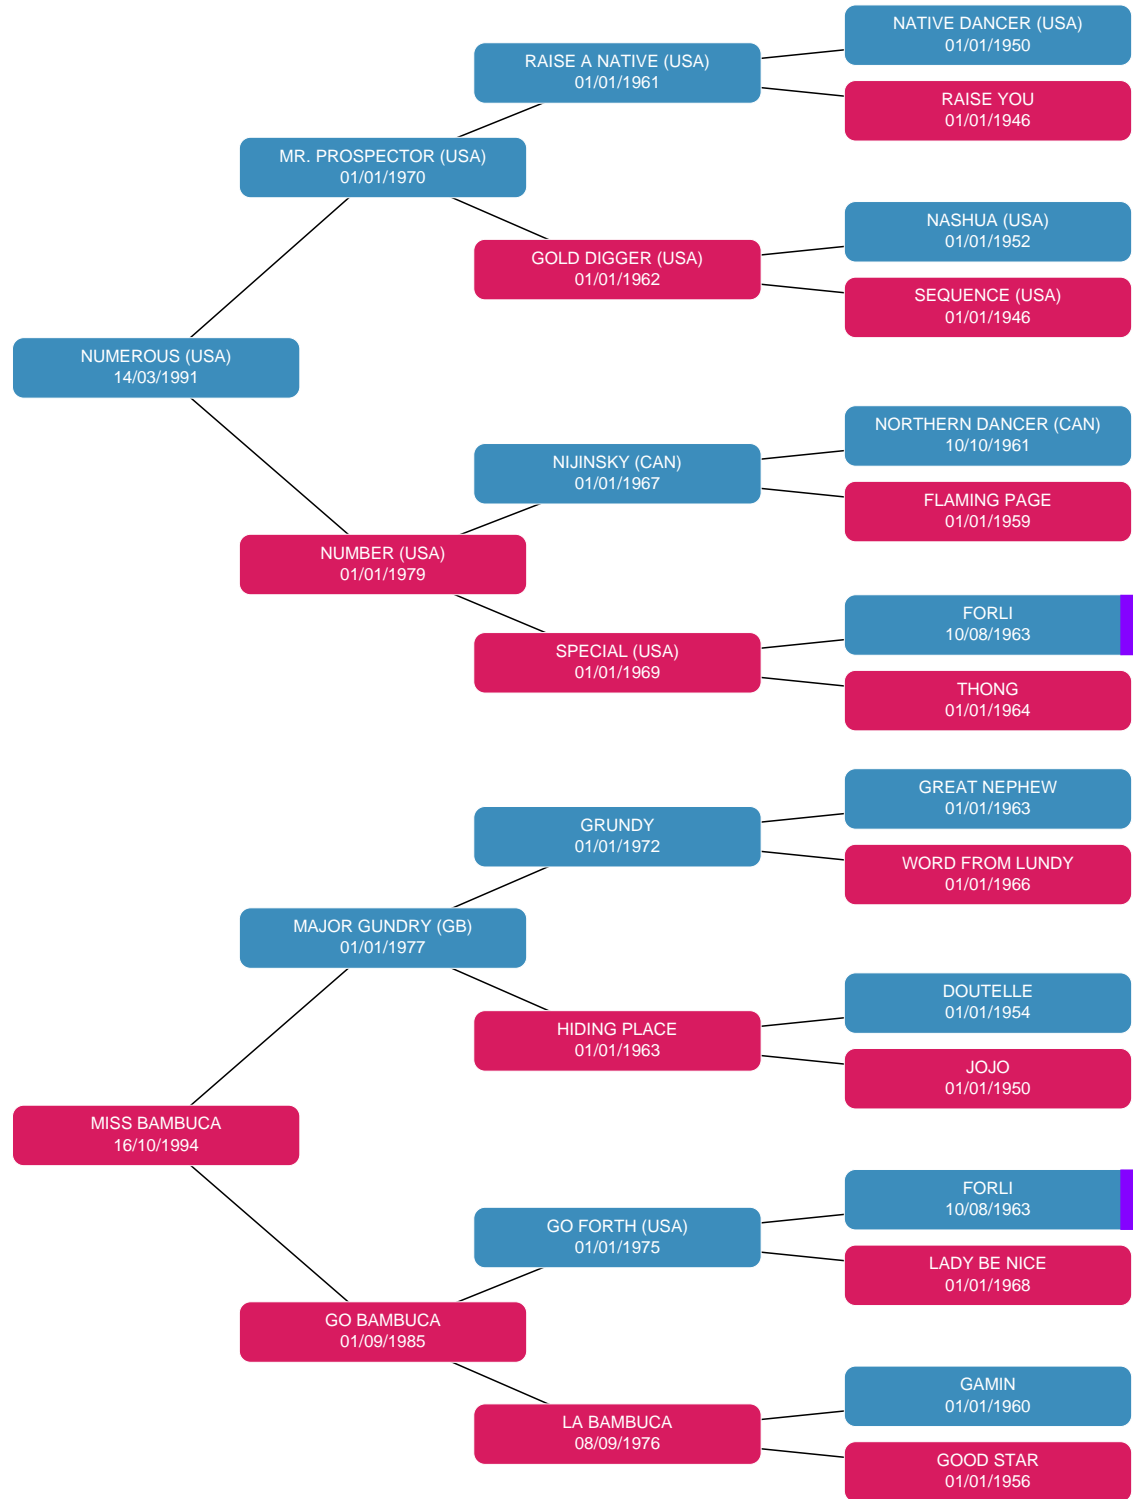 NATIVE DANCER (USA)
01/01/1950
RAISE A NATIVE (USA)
01/01/1961
RAISE YOU
01/01/1946
MR. PROSPECTOR (USA)
01/01/1970
NASHUA (USA)
01/01/1952
GOLD DIGGER (USA)
01/01/1962
SEQUENCE (USA)
01/01/1946
NUMEROUS (USA)
14/03/1991
NORTHERN DANCER (CAN)
10/10/1961
NIJINSKY (CAN)
01/01/1967
FLAMING PAGE
01/01/1959
NUMBER (USA)
01/01/1979
FORLI
10/08/1963
SPECIAL (USA)
01/01/1969
THONG
01/01/1964
GREAT NEPHEW
01/01/1963
GRUNDY
01/01/1972
WORD FROM LUNDY
01/01/1966
MAJOR GUNDRY (GB)
01/01/1977
DOUTELLE
01/01/1954
HIDING PLACE
01/01/1963
JOJO
01/01/1950
MISS BAMBUCA
16/10/1994
FORLI
10/08/1963
GO FORTH (USA)
01/01/1975
LADY BE NICE
01/01/1968
GO BAMBUCA
01/09/1985
GAMIN
01/01/1960
LA BAMBUCA
08/09/1976
GOOD STAR
01/01/1956